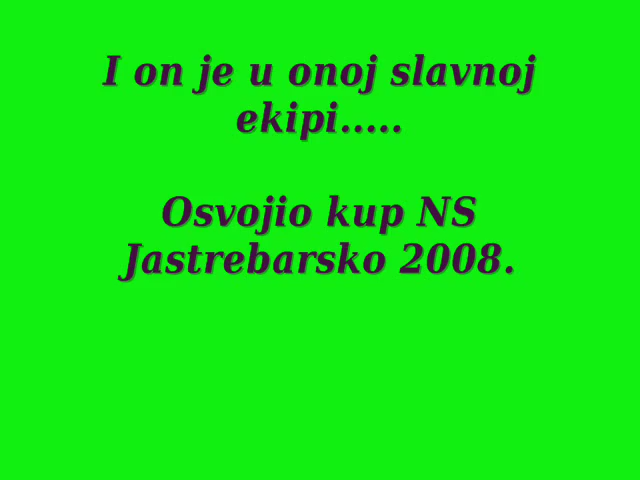 I on je u onoj slavnoj
ekipi.....
Osvojio kup NS
Jastrebarsko 2008.